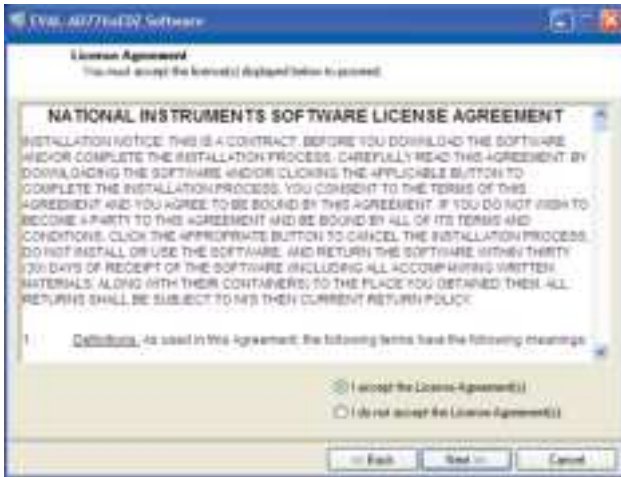 EVAL-AD776xEDZ Software
License Agreement
You must accept the license(s) displayed below to proceed.
NATIONAL INSTRUMENTS SOFTWARE LICENSE AGREEMENT
INSTALLATION NOTICE: THIS IS A CONTRACT. BEFORE YOU DOWNLOAD THE SOFTWARE
AND/OR COMPLETE THE INSTALLATION PROCESS, CAREFULLY READ THIS AGREEMENT. BY
DOWNLOADING THE SOFTWARE AND/OR CLICKING THE APPLICABLE BUTTON TO
COMPLETE THE INSTALLATION PROCESS, YOU CONSENT TO THE TERMS OF THIS
AGREEMENT AND YOU AGREE TO BE BOUND BY THIS AGREEMENT. IF YOU DO NOT WISH TO
BECOME A PARTY TO THIS AGREEMENT AND BE BOUND BY ALL OF ITS TERMS AND
CONDITIONS, CLICK THE APPROPRIATE BUTTON TO CANCEL THE INSTALLATION PROCESS,
DO NOT INSTALL OR USE THE SOFTWARE, AND RETURN THE SOFTWARE WITHIN THIRTY
(30) DAYS OF RECEIPT OF THE SOFTWARE (INCLUDING ALL ACCOMPANYING WRITTEN
MATERIALS, ALONG WITH THEIR CONTAINERS) TO THE PLACE YOU OBTAINED THEM. ALL
RETURNS SHALL BE SUBJECT TO NI'S THEN CURRENT RETURN POLICY.
1. Definitions. As used in this Agreement, the following terms have the following meanings:
I accept the License Agreement(s)
I do not accept the License Agreement(s)
<< Back
Next >>
Cancel